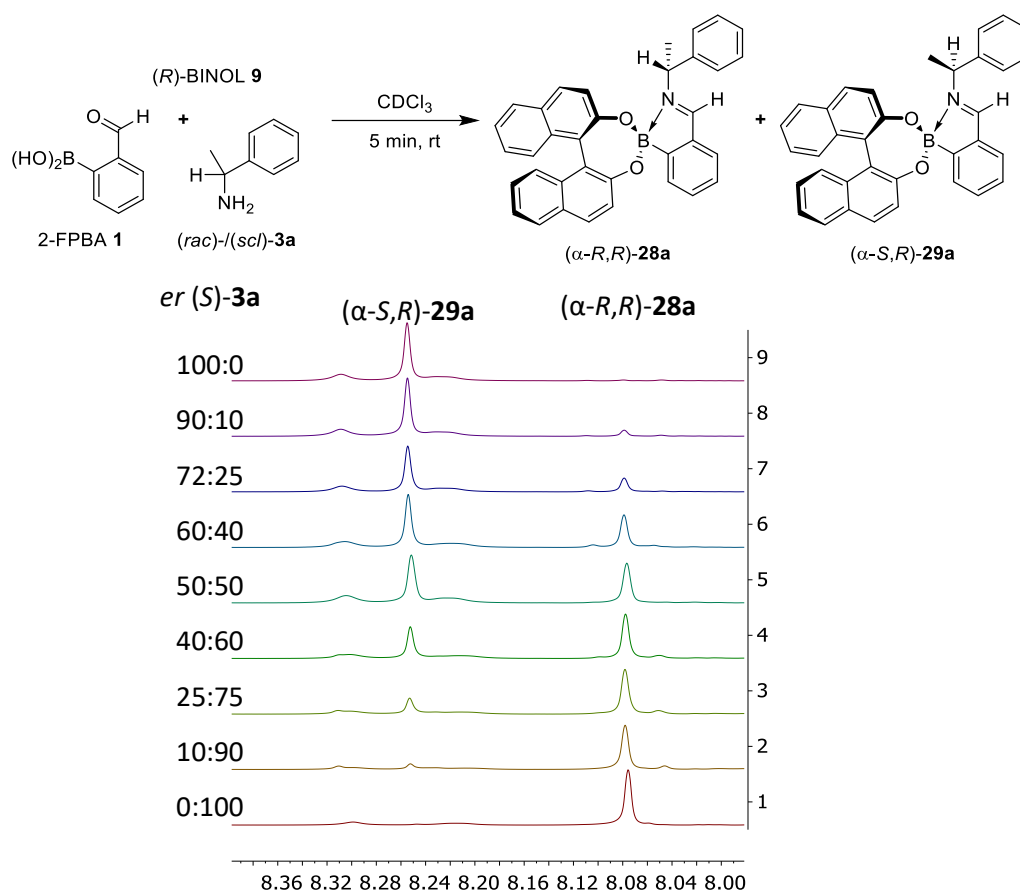 (R)-BINOL 9
+
CDCl3
5 min, rt
O H
(HO)2B
H
NH2
2-FPBA 1
(rac)-/(scl)-3a
H N H
O B O
(α-R,R)-28a
+
H N H
O B O
(α-S,R)-29a
er (S)-3a
(α-S,R)-29a
(α-R,R)-28a
100:0
9
90:10
8
72:25
7
60:40
6
50:50
5
40:60
4
25:75
3
10:90
2
0:100
1
8.36 8.32 8.28 8.24 8.20 8.16 8.12 8.08 8.04 8.00